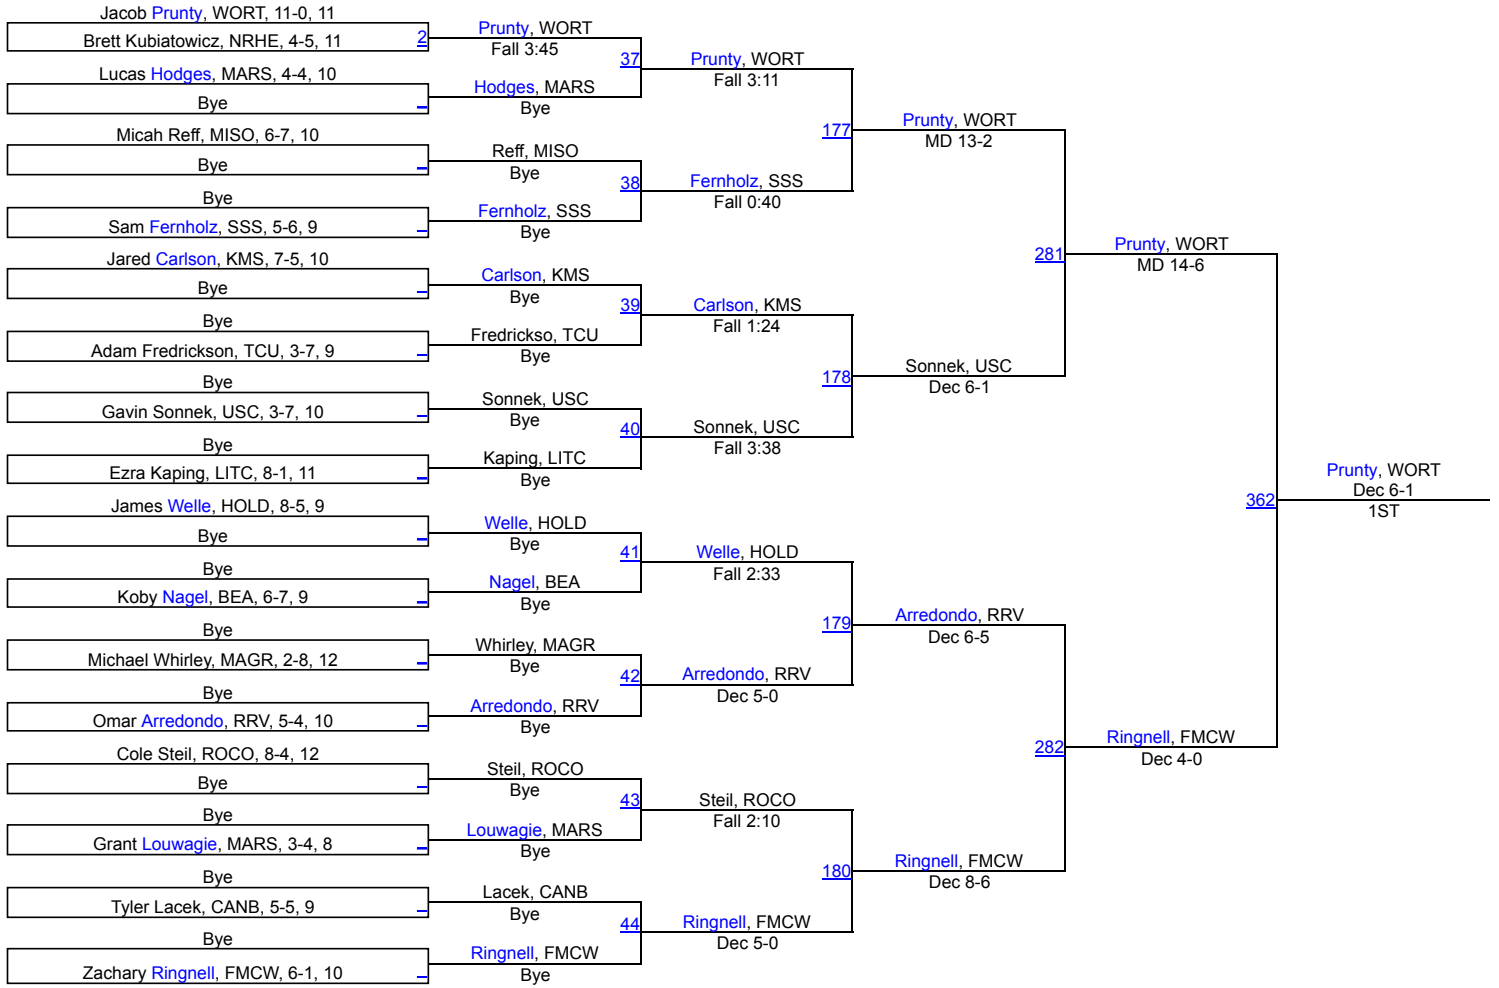 Jacob Prunty, WORT, 11-0, 11
Brett Kubiatowicz, NRHE, 4-5, 11
2
Lucas Hodges, MARS, 4-4, 10
Bye
Micah Reff, MISO, 6-7, 10
Bye
Bye
Sam Fernholz, SSS, 5-6, 9
Jared Carlson, KMS, 7-5, 10
Bye
Bye
Adam Fredrickson, TCU, 3-7, 9
Bye
Gavin Sonnek, USC, 3-7, 10
Bye
Ezra Kaping, LITC, 8-1, 11
James Welle, HOLD, 8-5, 9
Bye
Bye
Koby Nagel, BEA, 6-7, 9
Bye
Michael Whirley, MAGR, 2-8, 12
Bye
Omar Arredondo, RRV, 5-4, 10
Cole Steil, ROCO, 8-4, 12
Bye
Bye
Grant Louwagie, MARS, 3-4, 8
Bye
Tyler Lacek, CANB, 5-5, 9
Bye
Zachary Ringnell, FMCW, 6-1, 10
Prunty, WORT
Fall 3:45
37
Hodges, MARS
Bye
Reff, MISO
Bye
38
Fernholz, SSS
Bye
Carlson, KMS
Bye
39
Fredrickso, TCU
Bye
Sonnek, USC
Bye
40
Kaping, LITC
Bye
Welle, HOLD
Bye
41
Nagel, BEA
Bye
Whirley, MAGR
Bye
42
Arredondo, RRV
Bye
Steil, ROCO
Bye
43
Louwagie, MARS
Bye
Lacek, CANB
Bye
44
Ringnell, FMCW
Bye
Prunty, WORT
Fall 3:11
177
Fernholz, SSS
Fall 0:40
Carlson, KMS
Fall 1:24
178
Sonnek, USC
Fall 3:38
Welle, HOLD
Fall 2:33
179
Arredondo, RRV
Dec 5-0
Steil, ROCO
Fall 2:10
180
Ringnell, FMCW
Dec 5-0
Prunty, WORT
MD 13-2
281
Sonnek, USC
Dec 6-1
Arredondo, RRV
Dec 6-5
282
Ringnell, FMCW
Dec 8-6
Prunty, WORT
MD 14-6
362
Ringnell, FMCW
Dec 4-0
Prunty, WORT
Dec 6-1
1ST